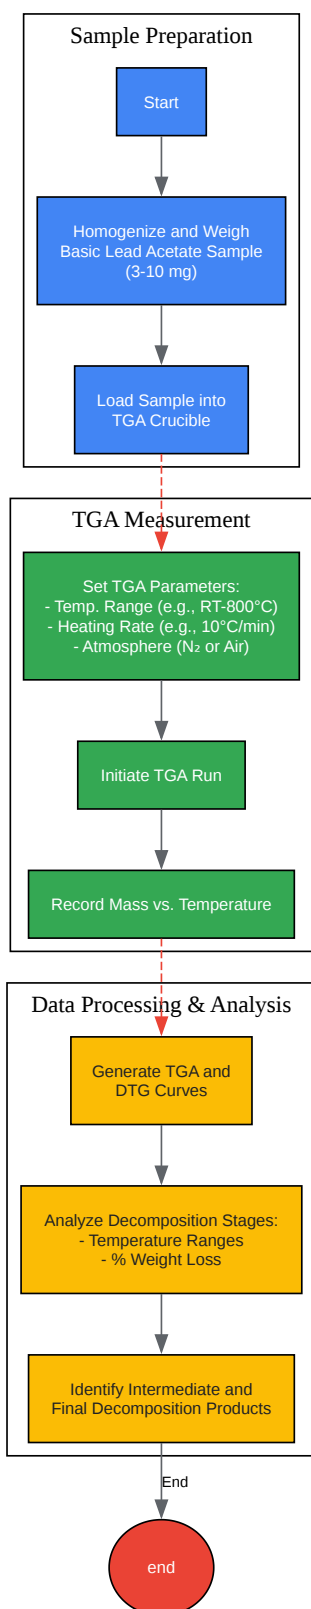 Sample Preparation
Start
Homogenize and Weigh
Basic Lead Acetate Sample
(3-10 mg)
Load Sample into
TGA Crucible
TGA Measurement
Set TGA Parameters:
- Temp. Range (e.g., RT-800°C)
- Heating Rate (e.g., 10°C/min)
- Atmosphere (N₂ or Air)
Initiate TGA Run
Record Mass vs. Temperature
Data Processing & Analysis
Generate TGA and
DTG Curves
Analyze Decomposition Stages:
- Temperature Ranges
- % Weight Loss
Identify Intermediate and
Final Decomposition Products
End
end